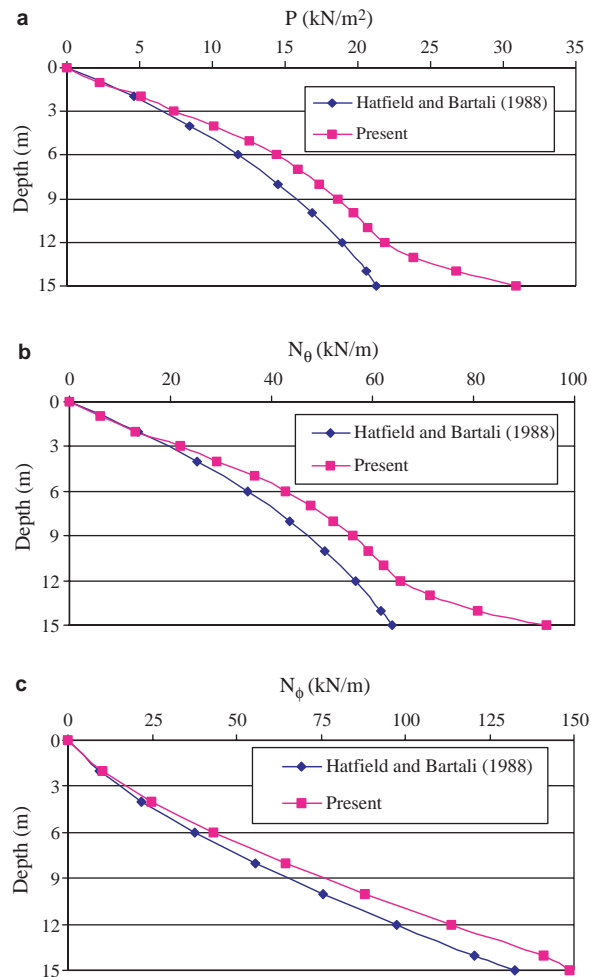 a
P (kN/m²)
0 5 10 15 20 25 30 35
0
3
6
9
12
15
Depth (m)
Hatfield and Bartali (1988)
Present
b
Nθ (kN/m)
0 20 40 60 80 100
0
3
6
9
12
15
Depth (m)
Hatfield and Bartali (1988)
Present
c
Nϕ (kN/m)
0 25 50 75 100 125 150
0
3
6
9
12
15
Depth (m)
Hatfield and Bartali (1988)
Present